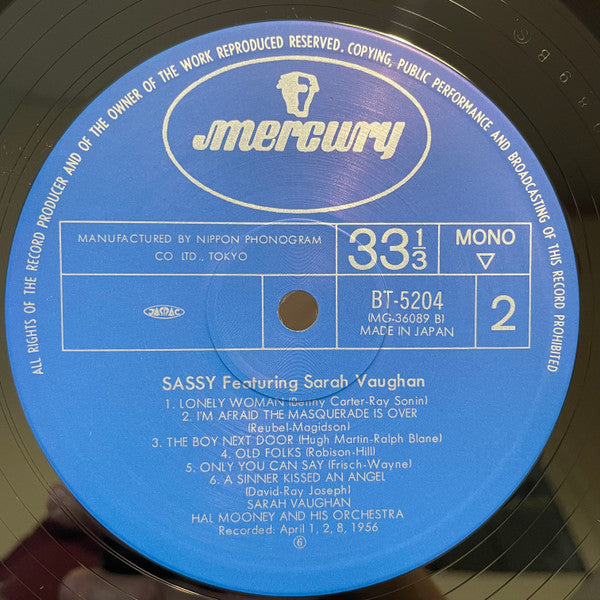 ALL RIGHTS OF THE RECORD PRODUCER AND OF THE OWNER OF THE WORK REPRODUCED RESERVED. COPYING, PUBLIC PERFORMANCE AND BROADCASTING OF THIS RECORD PROHIBITED
mercury
MANUFACTURED BY NIPPON PHONOGRAM
CO LTD., TOKYO
33 1/3
MONO
▽
JASRAC
BT-5204
(MG-36089 B)
MADE IN JAPAN
2
SASSY Featuring Sarah Vaughan
1. LONELY WOMAN (Benny Carter-Ray Sonin)
2. I'M AFRAID THE MASQUERADE IS OVER
(Reubel-Magidson)
3. THE BOY NEXT DOOR (Hugh Martin-Ralph Blane)
4. OLD FOLKS (Robison-Hill)
5. ONLY YOU CAN SAY (Frisch-Wayne)
6. A SINNER KISSED AN ANGEL
(David-Ray Joseph)
SARAH VAUGHAN
HAL MOONEY AND HIS ORCHESTRA
Recorded: April 1, 2, 8, 1956
⑥